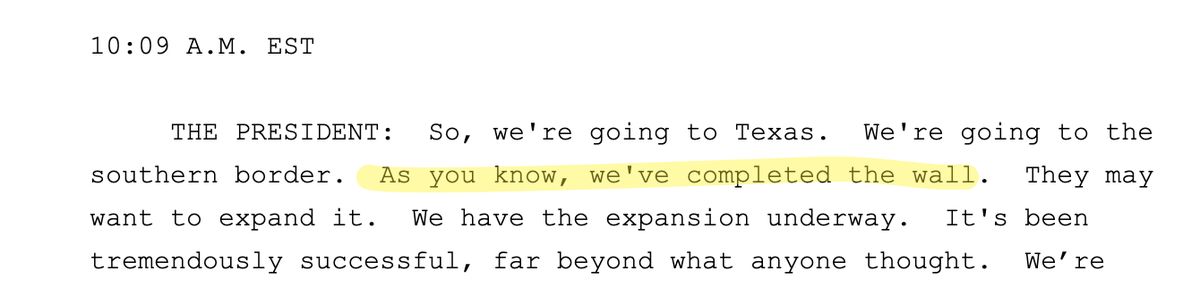 10:09 A.M. EST
THE PRESIDENT:  So, we're going to Texas.  We're going to the
southern border.  As you know, we've completed the wall.  They may
want to expand it.  We have the expansion underway.  It's been
tremendously successful, far beyond what anyone thought.  We’re